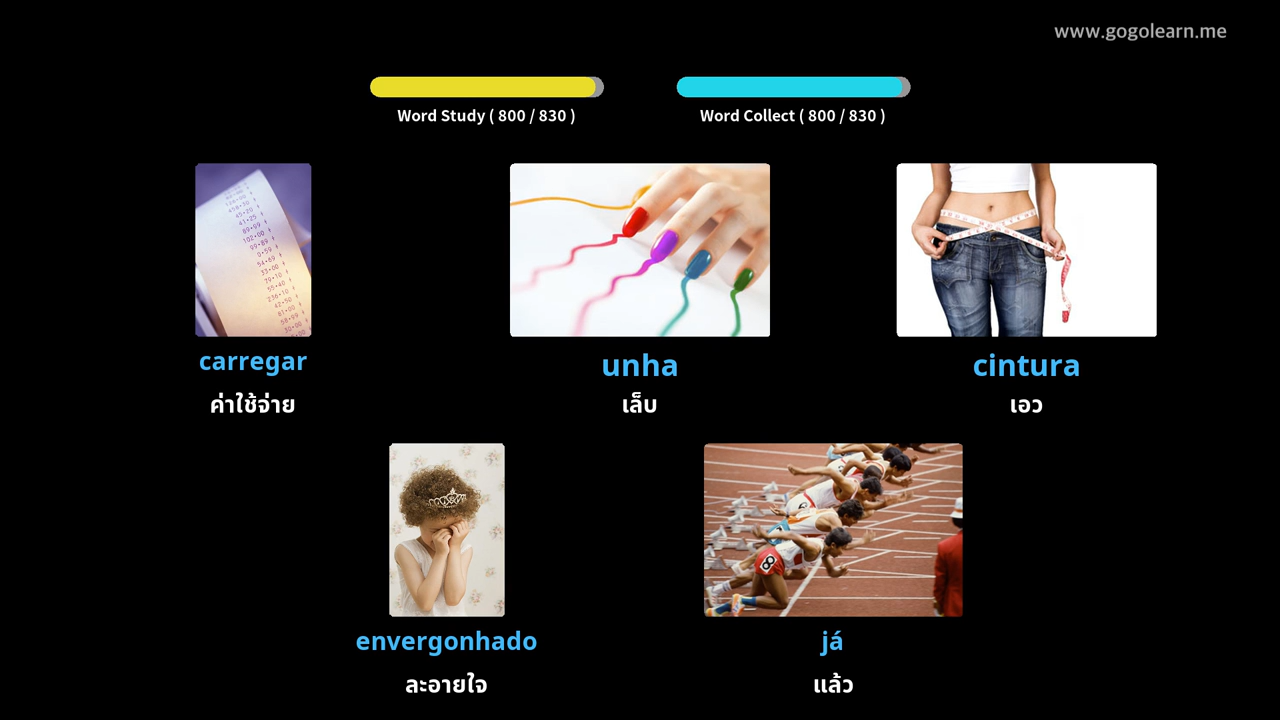 www.gogolearn.me
Word Study ( 800 / 830 )
Word Collect ( 800 / 830 )
carregar
ค่าใช้จ่าย
unha
เล็บ
cintura
เอว
envergonhado
ละอายใจ
já
แล้ว